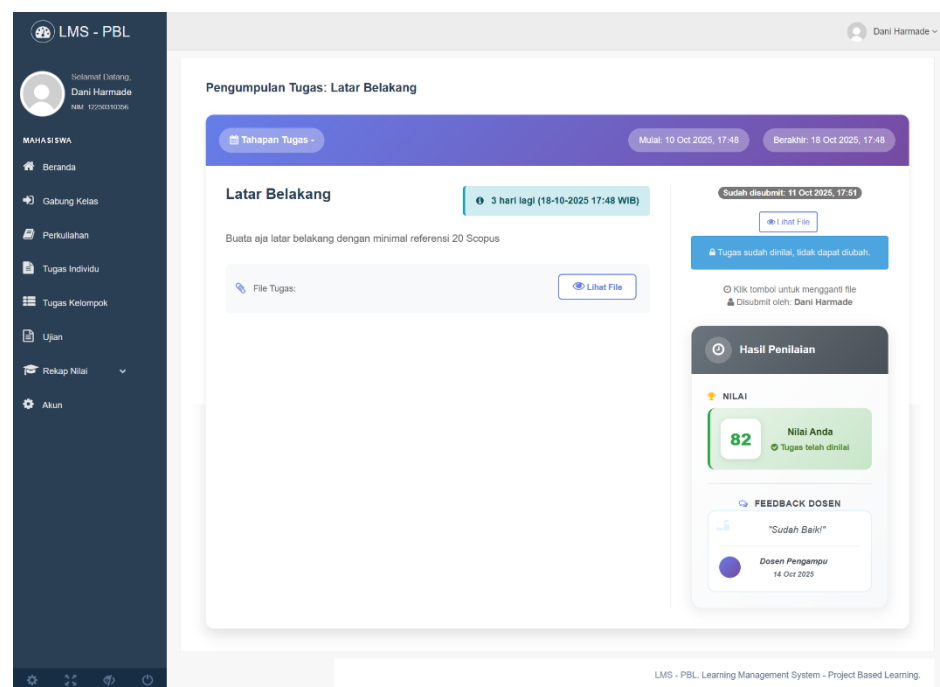 LMS - PBL
Dani Harmade
Selamat Datang,
Dani Harmade
NIM: 12250310356
MAHASISWA
Beranda
Gabung Kelas
Perkuliahan
Tugas Individu
Tugas Kelompok
Ujian
Rekap Nilai
Akun
Pengumpulan Tugas: Latar Belakang
Tahapan Tugas -
Mulai: 10 Oct 2025, 17:48
Berakhir: 18 Oct 2025, 17:48
Latar Belakang
3 hari lagi (18-10-2025 17:48 WIB)
Buata aja latar belakang dengan minimal referensi 20 Scopus
File Tugas:
Lihat File
Sudah disubmit: 11 Oct 2025, 17:51
Lihat File
Tugas sudah dinilai, tidak dapat diubah.
Klik tombol untuk mengganti file
Disubmit oleh: Dani Harmade
Hasil Penilaian
NILAI
82
Nilai Anda
Tugas telah dinilai
FEEDBACK DOSEN
"Sudah Baik!"
Dosen Pengampu
14 Oct 2025
LMS - PBL. Learning Management System - Project Based Learning.